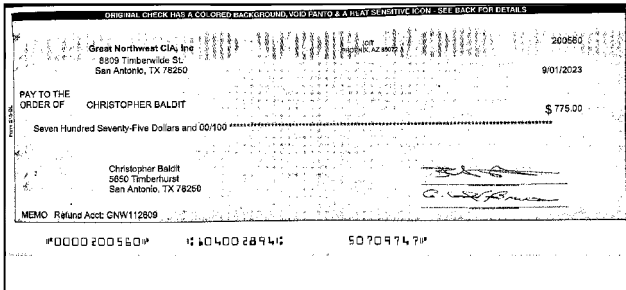 ORIGINAL CHECK HAS A COLORED BACKGROUND, VOID PANTO & A HEAT SENSITIVE ICON - SEE BACK FOR DETAILS
Great Northwest CIA, Inc
200560
8809 Timberwilde St.
San Antonio, TX 78250
9/01/2023
PAY TO THE
ORDER OF CHRISTOPHER BALDIT
$ 775.00
Seven Hundred Seventy-Five Dollars and 00/100
Christopher Baldit
5650 Timberhurst
San Antonio, TX 78250
MEMO Refund Acct: GNW112609
⑈0000200560⑈ ⑆604002894⑆ 50709747⑈